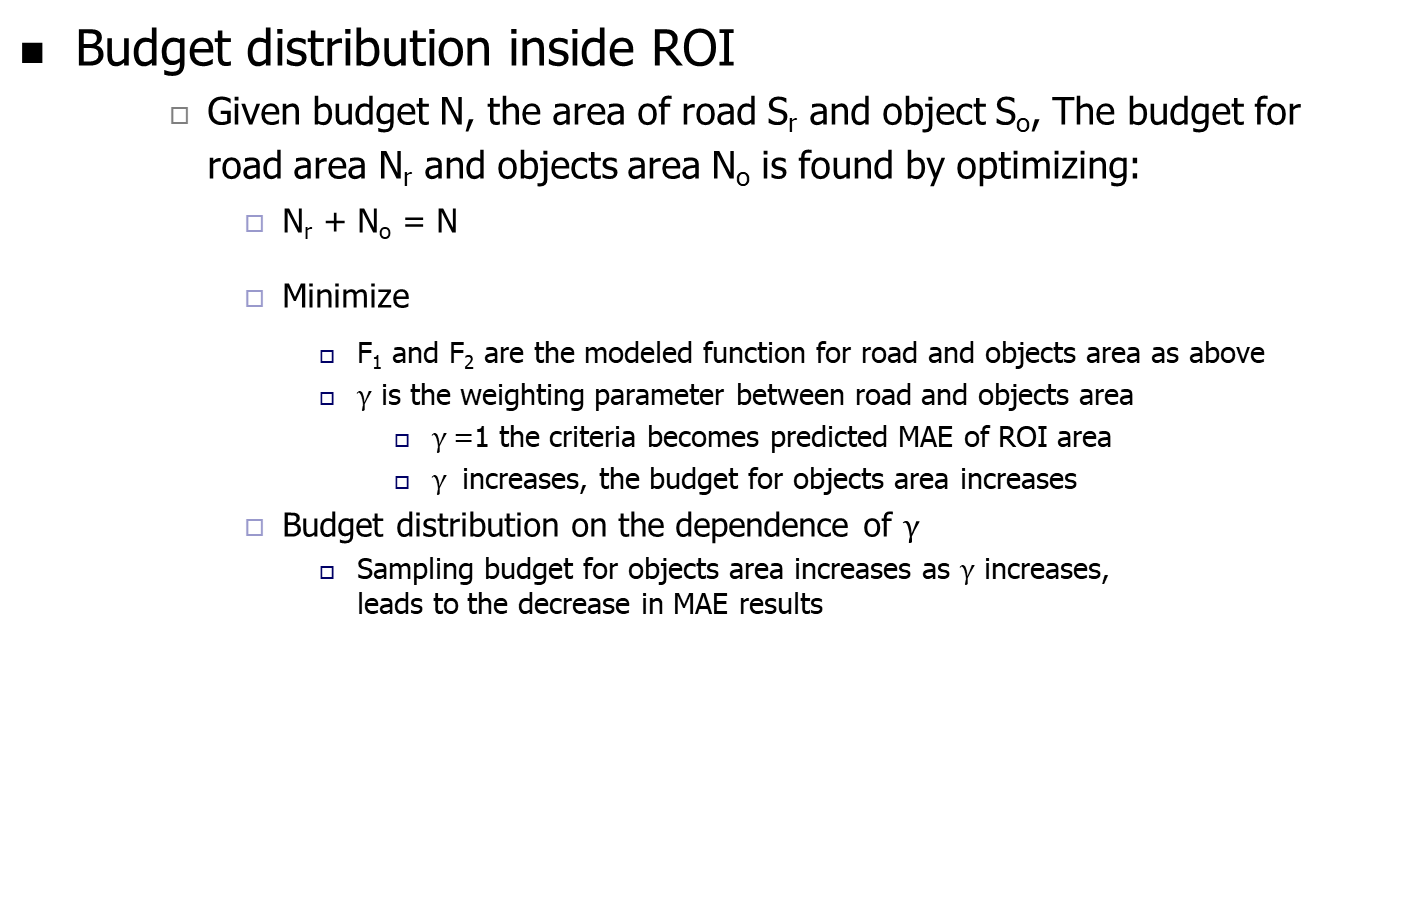 Budget distribution inside ROI
Given budget N, the area of road Sr and object So, The budget for
road area Nr and objects area No is found by optimizing:
Nr + No = N
Minimize
F1 and F2 are the modeled function for road and objects area as above
γ is the weighting parameter between road and objects area
γ =1 the criteria becomes predicted MAE of ROI area
γ increases, the budget for objects area increases
Budget distribution on the dependence of γ
Sampling budget for objects area increases as γ increases,
leads to the decrease in MAE results